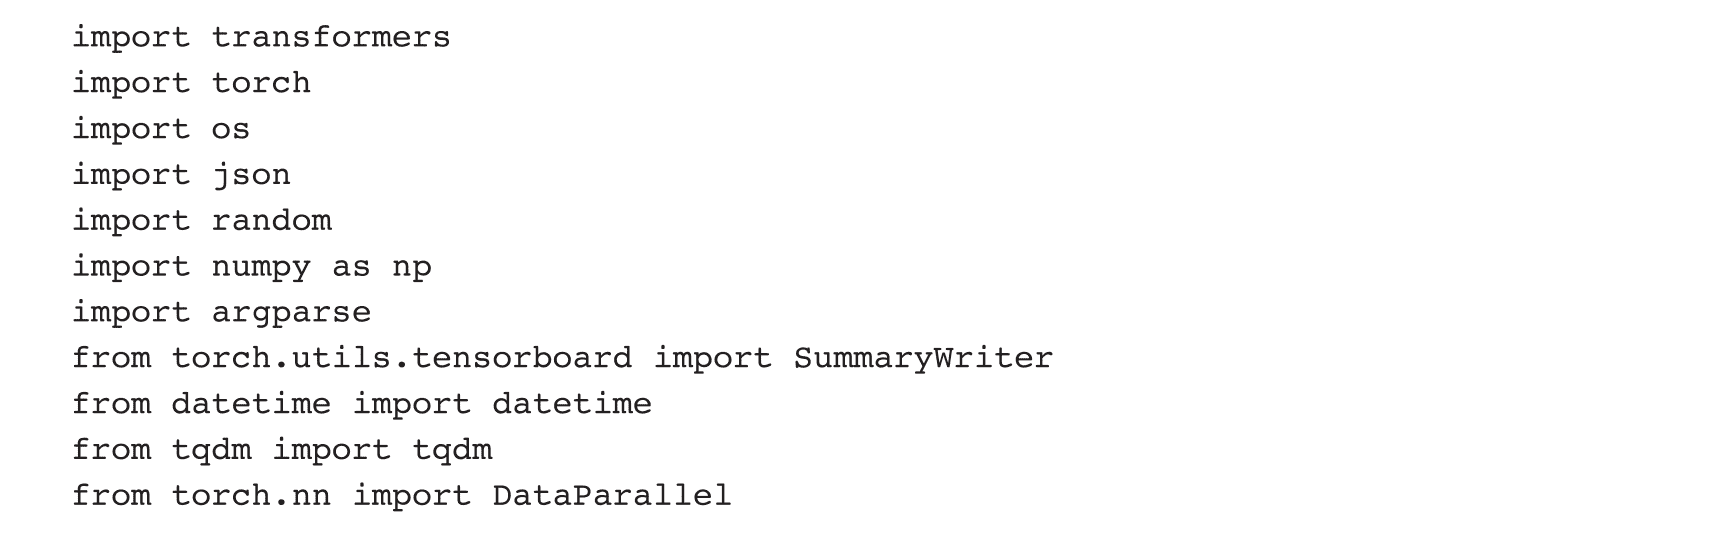 import transformers
import torch
import os
import json
import random
import numpy as np
import argparse
from torch.utils.tensorboard import SummaryWriter
from datetime import datetime
from tqdm import tqdm
from torch.nn import DataParallel